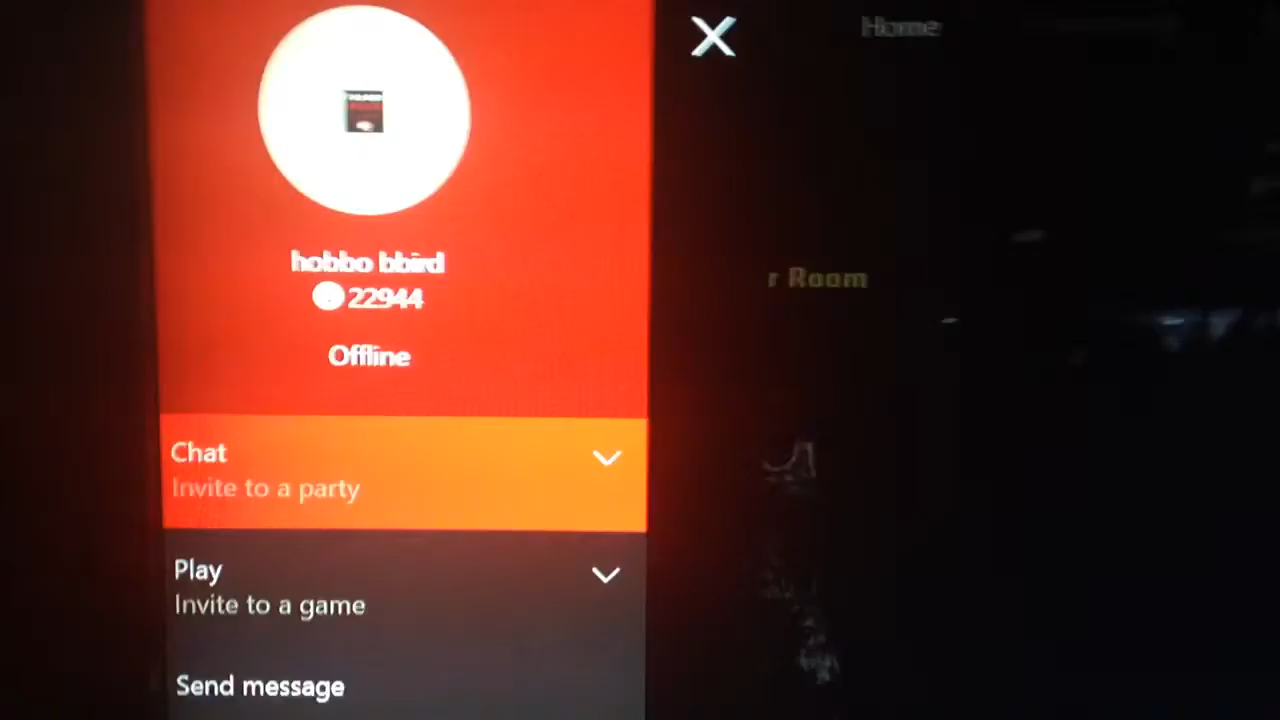 Home
hobbo bbird
22944
r Room
Offline
Chat
Invite to a party
Play
Invite to a game
Send message